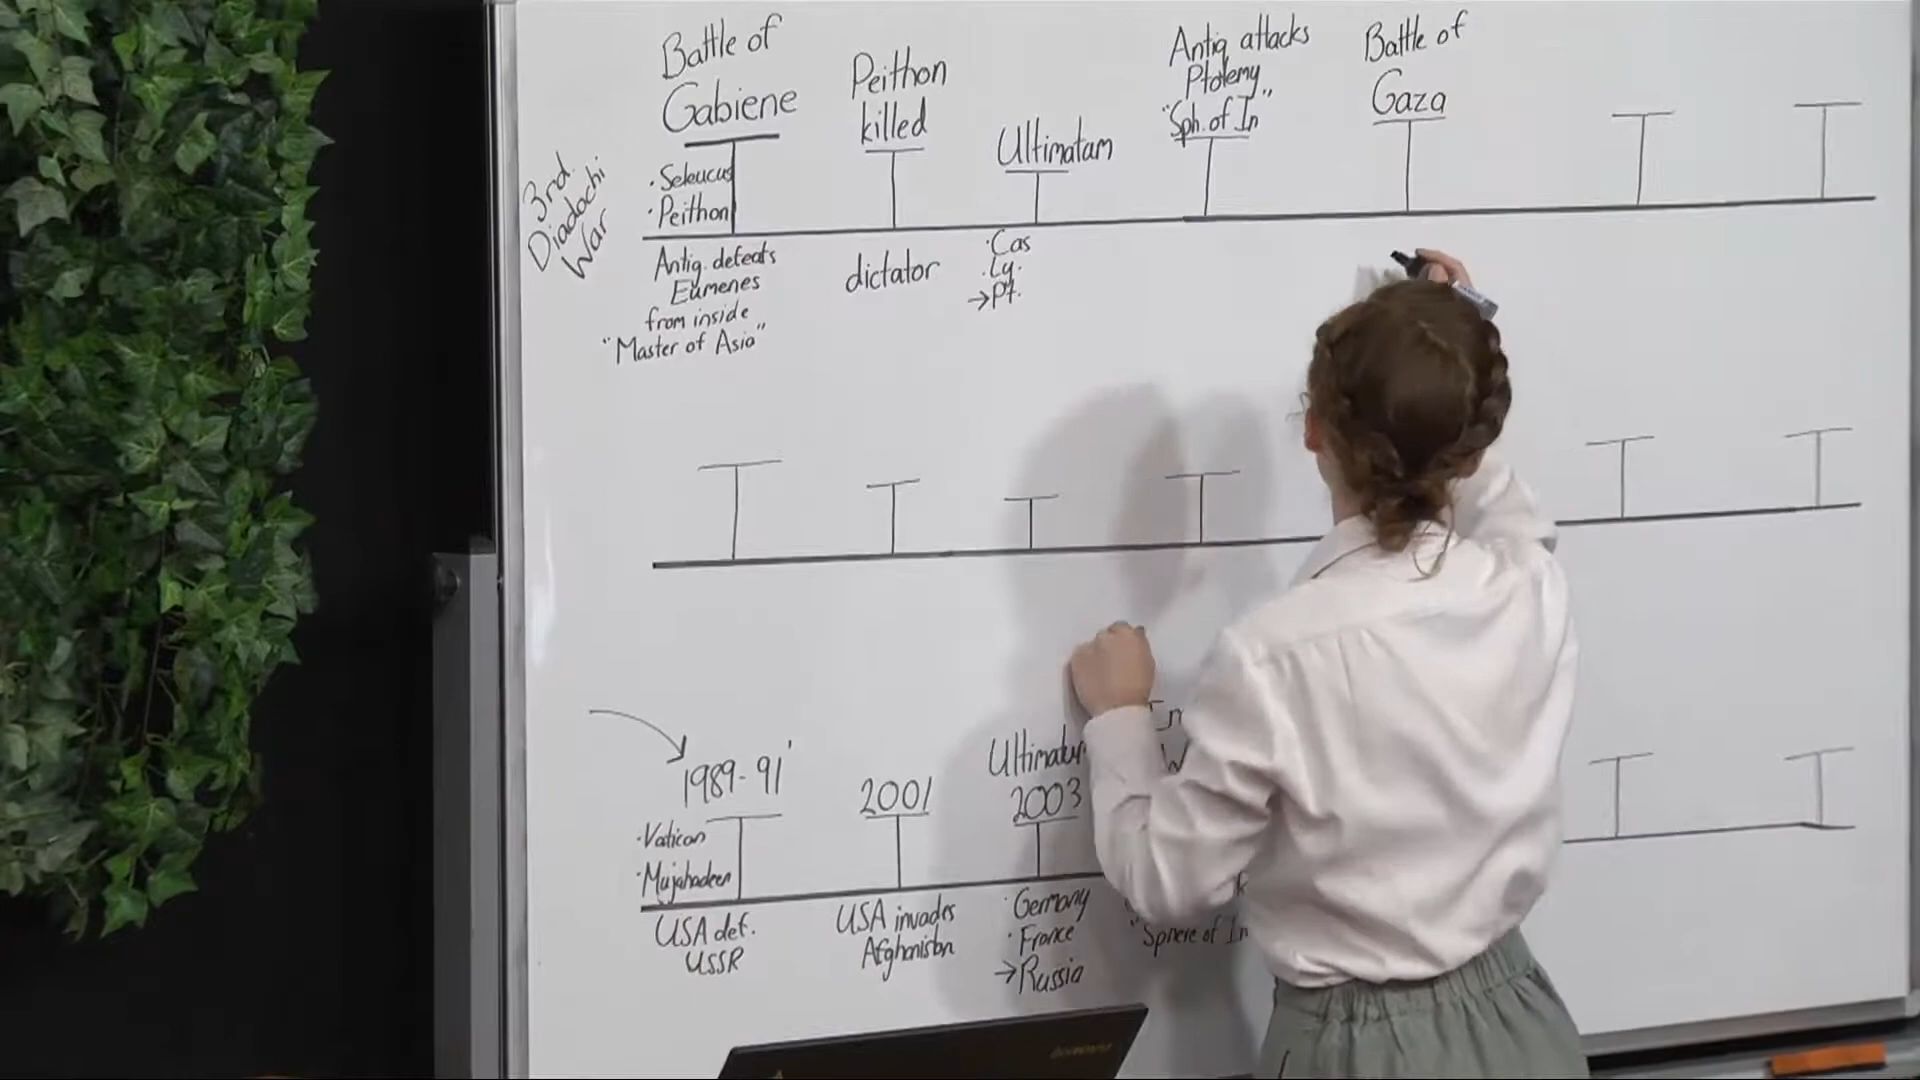 3rd.
Diadochi
War
Battle of
Gabiene
· Seleucus
· Peithon
Antig. defeats
Eumenes
from inside
"Master of Asia"
Peithon
killed
dictator
Ultimatam
· Cas
· Ly.
→ Pt.
Antig attacks
Ptolemy
"Sph. of In"
Battle of
Gaza
1989-91'
· Vatican
· Mujahadeen
USA def.
USSR
2001
USA invades
Afghanistan
2003
· Germany
· France
→ Russia
"Sphere of In
lenovo